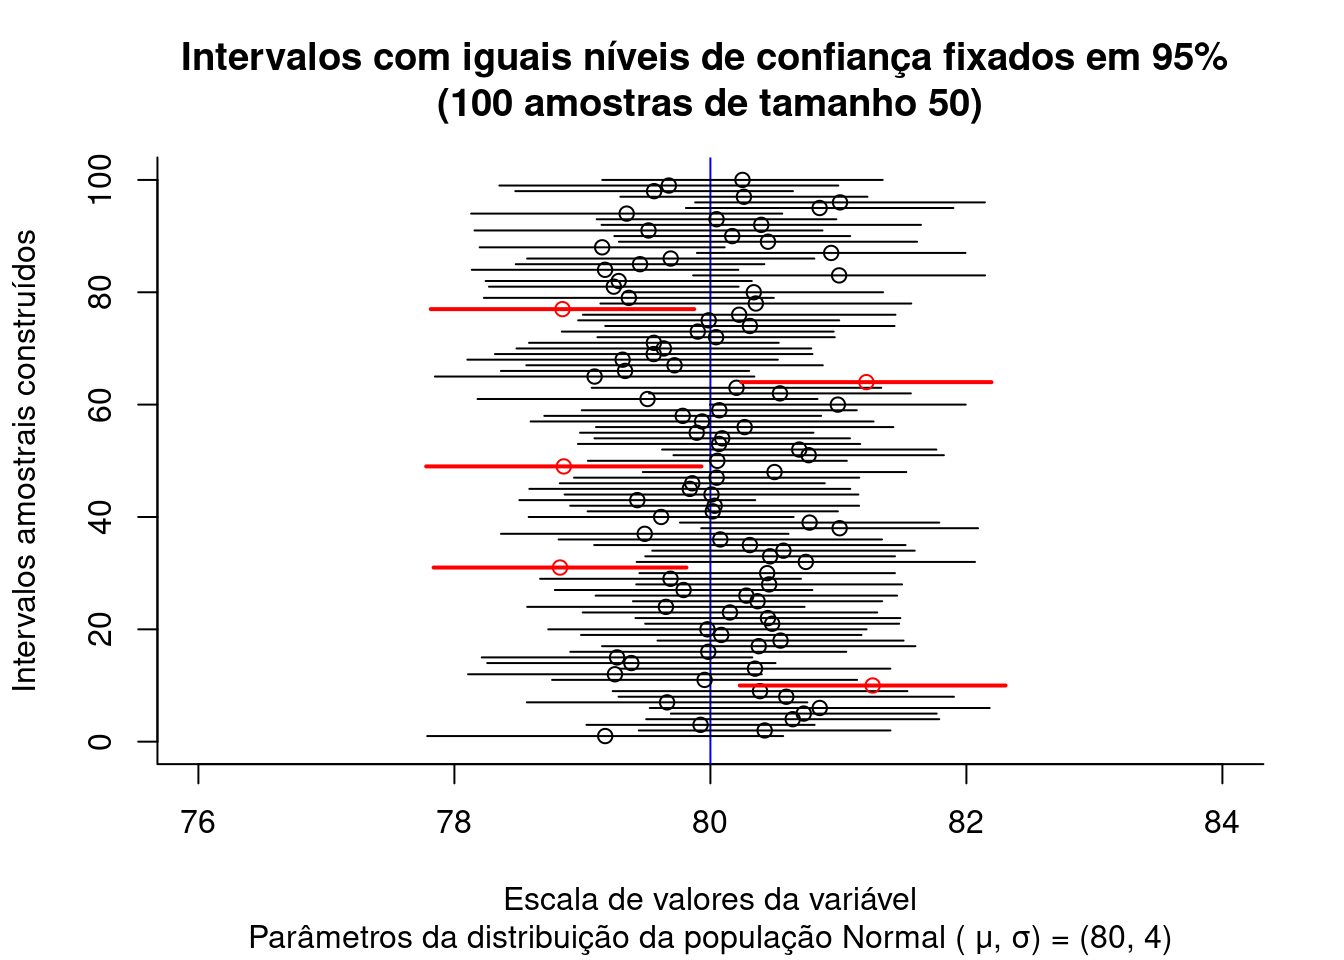 Intervalos com iguais níveis de confiança fixados em 95%
(100 amostras de tamanho 50)
Intervalos amostrais construídos
100
80
60
40
20
0
76 78 80 82 84
Escala de valores da variável
Parâmetros da distribuição da população Normal ( μ, σ) = (80, 4)